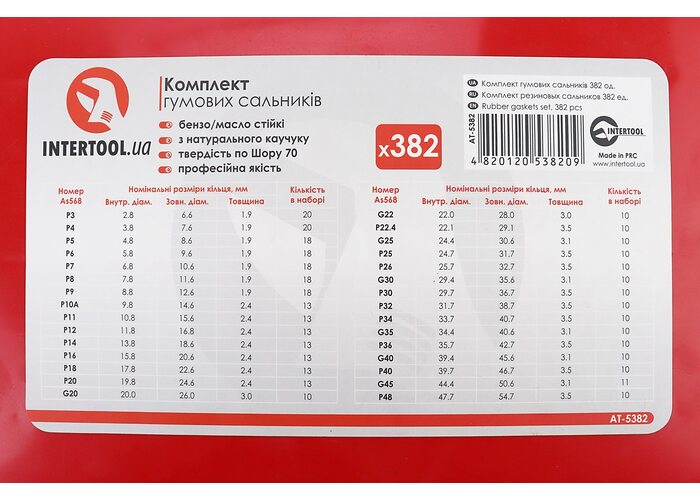 INTERTOOL.ua
Комплект
гумових сальників
бензо/масло стійкі
з натурального каучуку
твердість по Шору 70
професійна якість
x382
AT-5382
UA Комплект гумових сальників 382 од.
RU Комплект резиновых сальников 382 ед.
EN Rubber gaskets set, 382 pcs
4 820120 538209
INTERTOOL
Made in PRC
www.intertool.ua
Номер As568 Номінальні розміри кільця, мм Кількість в наборі
Внутр. діам. Зовн. діам. Товщина
P3 2.8 6.6 1.9 20
P4 3.8 7.6 1.9 20
P5 4.8 8.6 1.9 18
P6 5.8 9.6 1.9 18
P7 6.8 10.6 1.9 18
P8 7.8 11.6 1.9 18
P9 8.8 12.6 1.9 18
P10A 9.8 14.6 2.4 13
P11 10.8 15.6 2.4 13
P12 11.8 16.8 2.4 13
P14 13.8 18.6 2.4 13
P16 15.8 20.6 2.4 13
P18 17.8 22.6 2.4 13
P20 19.8 24.6 2.4 13
G20 20.0 26.0 3.0 10
Номер As568 Номінальні розміри кільця, мм Кількість в наборі
Внутр. діам. Зовн. діам. Товщина
G22 22.0 28.0 3.0 10
P22.4 22.1 29.1 3.5 10
G25 24.4 30.6 3.1 10
P25 24.7 31.7 3.5 10
P26 25.7 32.7 3.5 10
G30 29.4 35.6 3.1 10
P30 29.7 36.7 3.5 10
P32 31.7 38.7 3.5 10
P34 33.7 40.7 3.5 10
G35 34.4 40.6 3.1 10
P36 35.7 42.7 3.5 10
G40 39.4 45.6 3.1 10
P40 39.7 46.7 3.5 10
G45 44.4 50.6 3.1 11
P48 47.7 54.7 3.5 10
AT-5382